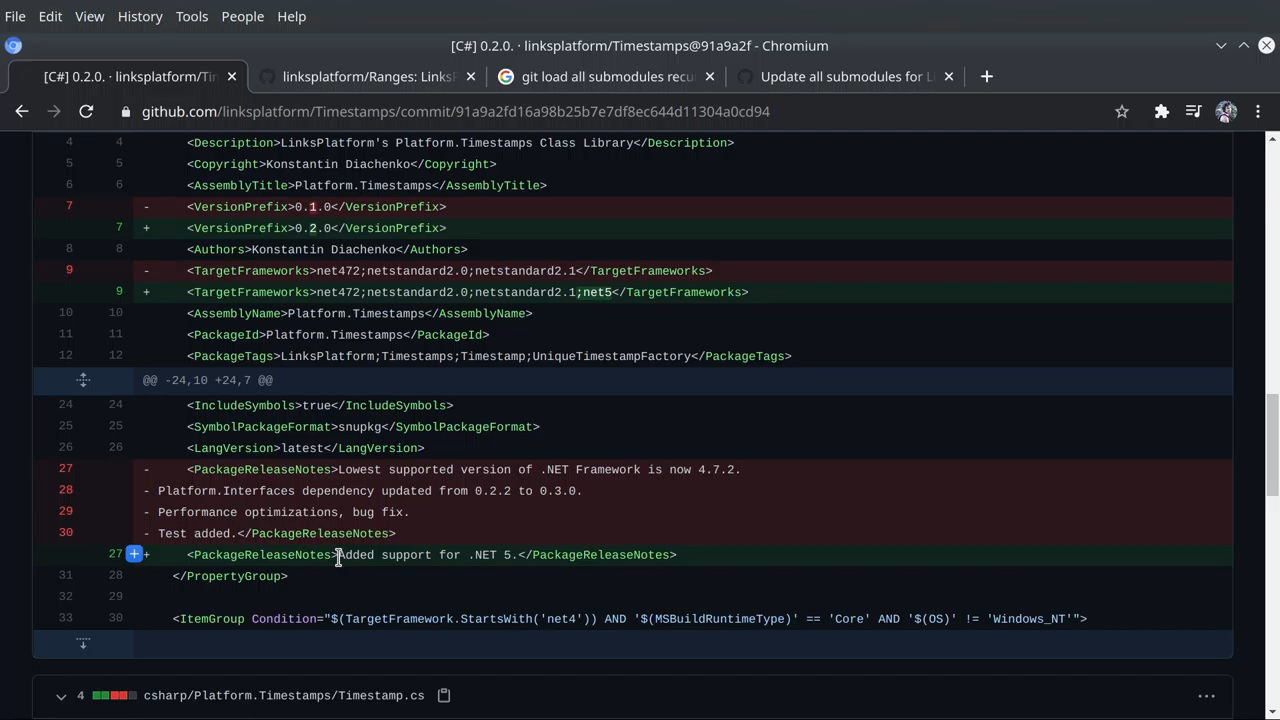 File Edit View History Tools People Help
[C#] 0.2.0. · linksplatform/Timestamps@91a9a2f - Chromium
[C#] 0.2.0. · linksplatform/Tim
linksplatform/Ranges: LinksP
git load all submodules recu
Update all submodules for L
github.com/linksplatform/Timestamps/commit/91a9a2fd16a98b25b7e7df8ec644d11304a0cd94
4 4 <Description>LinksPlatform's Platform.Timestamps Class Library</Description>
5 5 <Copyright>Konstantin Diachenko</Copyright>
6 6 <AssemblyTitle>Platform.Timestamps</AssemblyTitle>
7 - <VersionPrefix>0.1.0</VersionPrefix>
7 + <VersionPrefix>0.2.0</VersionPrefix>
8 8 <Authors>Konstantin Diachenko</Authors>
9 - <TargetFrameworks>net472;netstandard2.0;netstandard2.1</TargetFrameworks>
9 + <TargetFrameworks>net472;netstandard2.0;netstandard2.1;net5</TargetFrameworks>
10 10 <AssemblyName>Platform.Timestamps</AssemblyName>
11 11 <PackageId>Platform.Timestamps</PackageId>
12 12 <PackageTags>LinksPlatform;Timestamps;Timestamp;UniqueTimestampFactory</PackageTags>
@@ -24,10 +24,7 @@
24 24 <IncludeSymbols>true</IncludeSymbols>
25 25 <SymbolPackageFormat>snupkg</SymbolPackageFormat>
26 26 <LangVersion>latest</LangVersion>
27 - <PackageReleaseNotes>Lowest supported version of .NET Framework is now 4.7.2.
28 - Platform.Interfaces dependency updated from 0.2.2 to 0.3.0.
29 - Performance optimizations, bug fix.
30 - Test added.</PackageReleaseNotes>
27 + <PackageReleaseNotes>Added support for .NET 5.</PackageReleaseNotes>
31 28 </PropertyGroup>
32 29
33 30 <ItemGroup Condition="$(TargetFramework.StartsWith('net4')) AND '$(MSBuildRuntimeType)' == 'Core' AND '$(OS)' != 'Windows_NT'">
4 csharp/Platform.Timestamps/Timestamp.cs